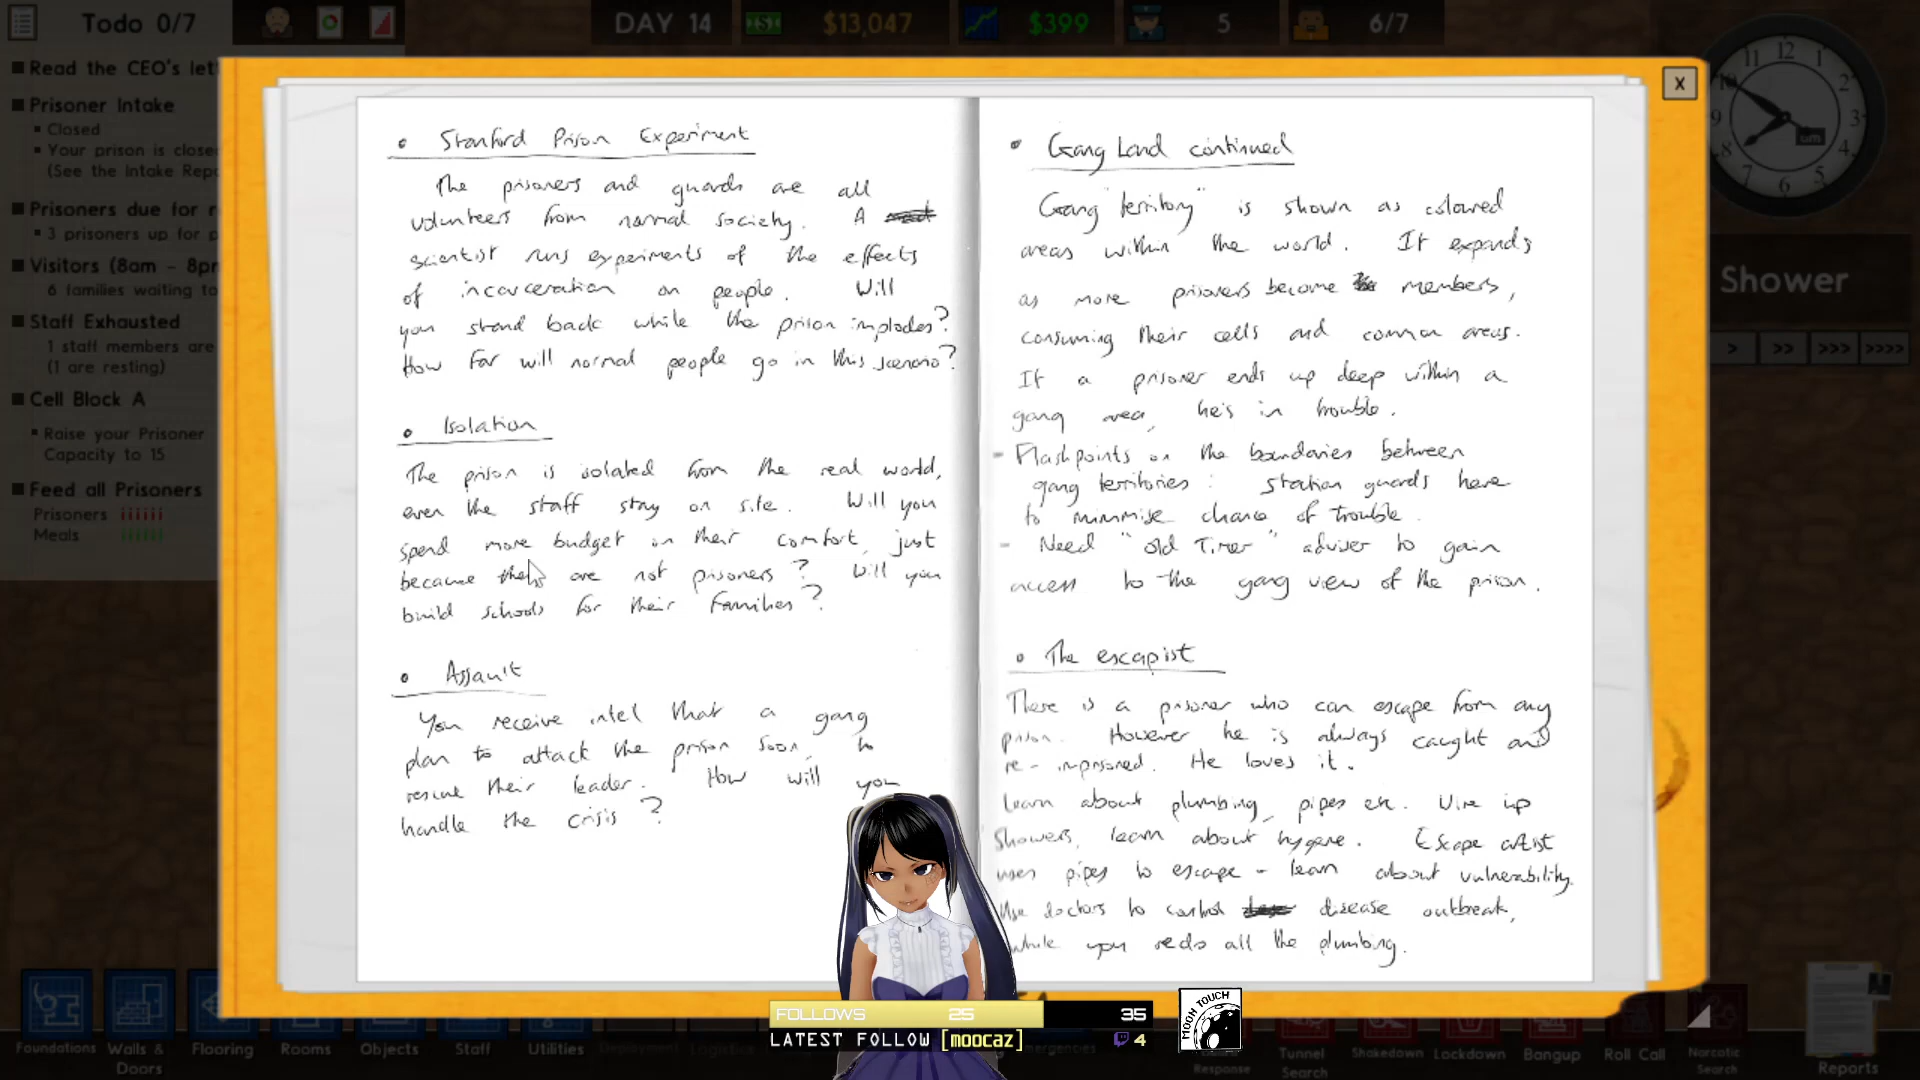 Todo 0/7
DAY 14
$13,047
$399
5
6/7
Read the CEO's let
Prisoner Intake
Closed
Your prison is close
(See the Intake Rep
Prisoners due for r
3 prisoners up for p
Visitors (8am - 8pm
6 families waiting to
Staff Exhausted
1 staff members are
(1 are resting)
Cell Block A
Raise your Prisoner
Capacity to 15
Feed all Prisoners
Prisoners
Meals
X
Shower
>
>>
>>>
>>>>
• Stanford Prison Experiment
The prisoners and guards are all
volunteers from normal society. A
scientist runs experiments of the effects
of incarceration on people. Will
you stand back while the prison implodes?
How far will normal people go in this scenario?
• Isolation
The prison is isolated from the real world,
even the staff stay on site. Will you
spend more budget on their comfort, just
because they are not prisoners? Will you
build schools for their families?
• Assault
You receive intel that a gang
plan to attack the prison soon, to
rescue their leader. How will you
handle the crisis?
• Gang Land continued
Gang "territory" is shown as coloured
areas within the world. It expands
as more prisoners become members,
consuming their cells and common areas.
If a prisoner ends up deep within a
gang area, he's in trouble.
- Flashpoints on the boundaries between
gang territories: station guards here
to minimise chance of trouble.
- Need "old Timer" adviser to gain
access to the gang view of the prison.
• The escapist
There is a prisoner who can escape from any
prison. However he is always caught and
re-imprisoned. He loves it.
Learn about plumbing, pipes etc. Wire up
showers, learn about hygene. Escape artist
uses pipes to escape - learn about vulnerability.
Use doctors to control disease outbreak,
while you redo all the plumbing.
Foundations
Walls & Doors
Flooring
Rooms
Objects
Staff
Utilities
Deployment
Logistics
Emergencies
Response
Tunnel Search
Shakedown
Lockdown
Bangup
Roll Call
Narcotic Search
Reports
FOLLOWS 25 35
LATEST FOLLOW [moocaz] 4
MOON TOUCH